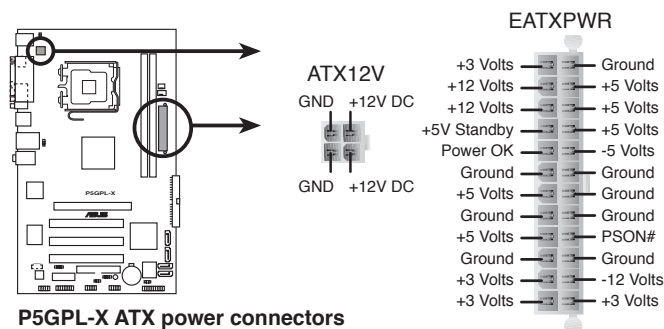 EATXPWR
+3 Volts Ground
+12 Volts +5 Volts
+12 Volts +5 Volts
+5V Standby +5 Volts
Power OK -5 Volts
Ground Ground
+5 Volts Ground
Ground Ground
+5 Volts PSON#
Ground Ground
+3 Volts -12 Volts
+3 Volts +3 Volts
ATX12V
GND +12V DC
GND +12V DC
P5GPL-X
ASUS
P5GPL-X ATX power connectors